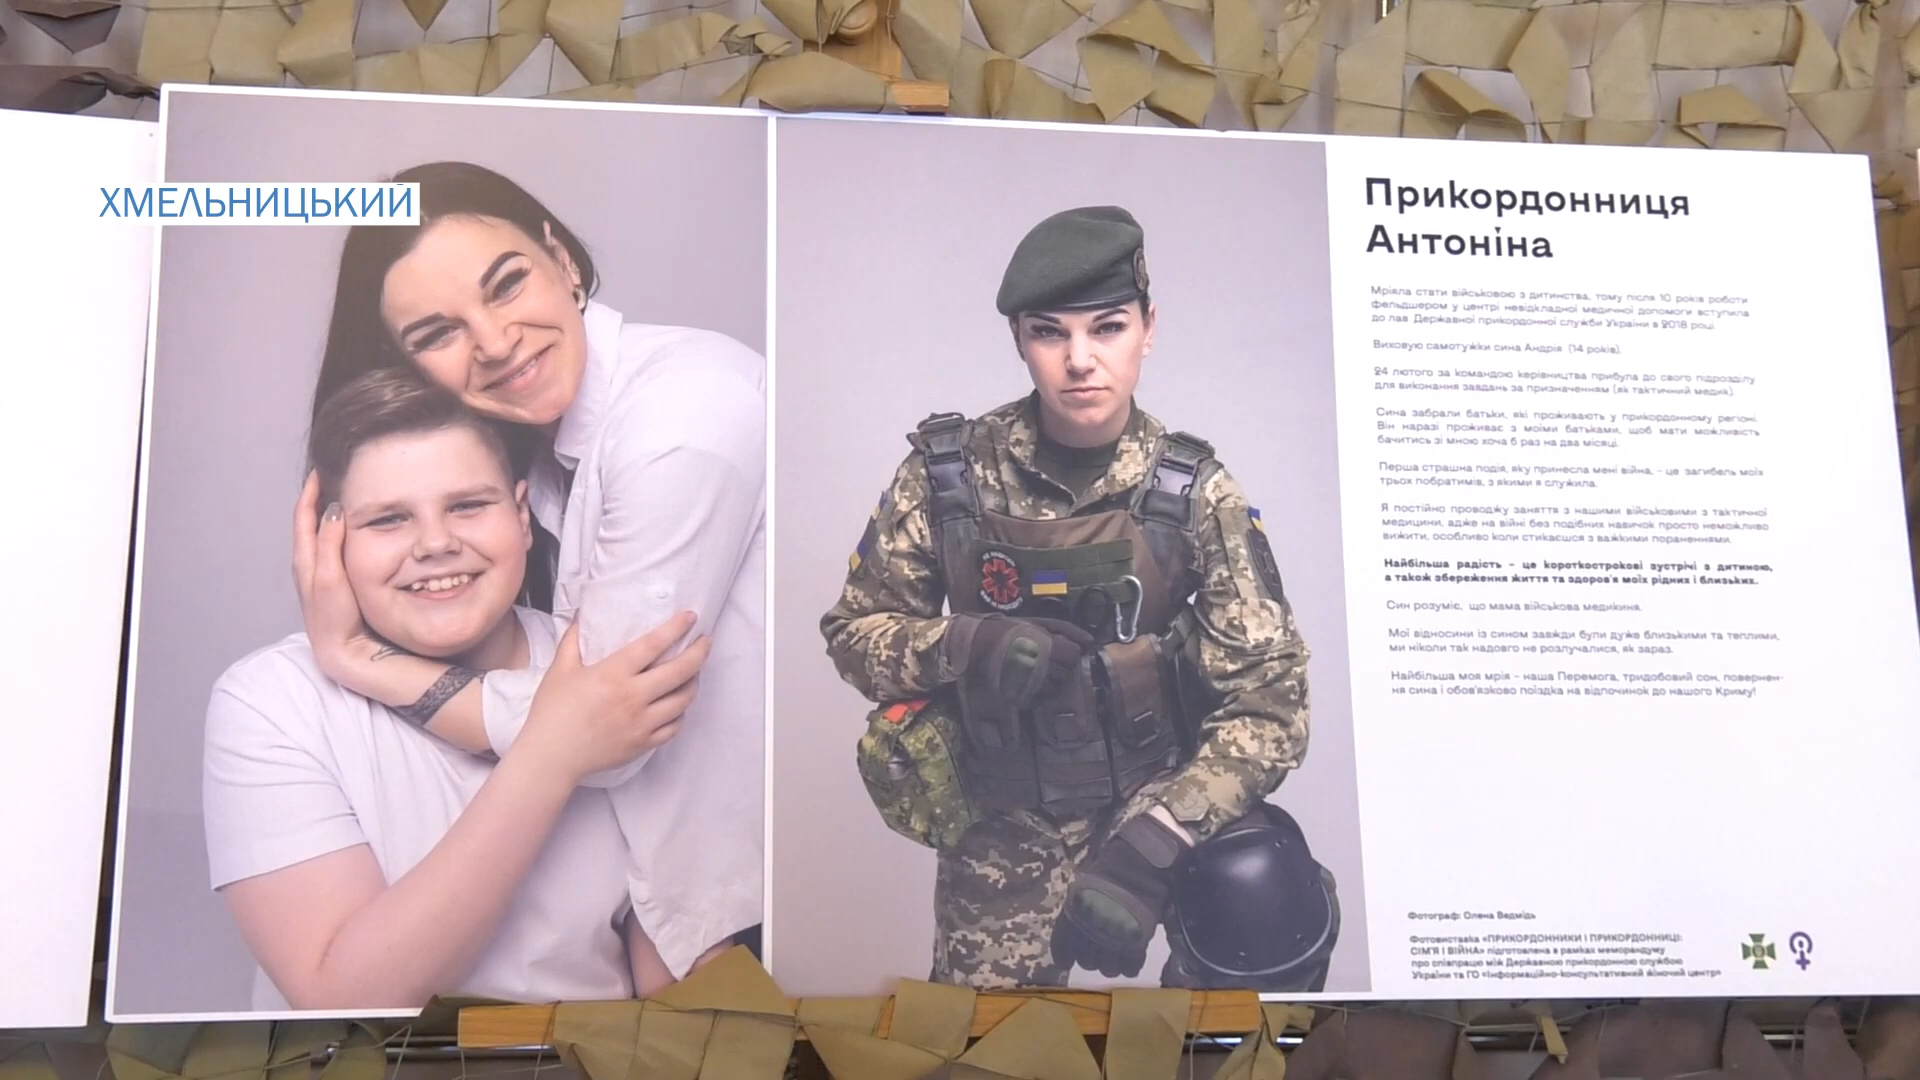 ХМЕЛЬНИЦЬКИЙ
Прикордонниця
Антоніна
Мріяла стати військовою з дитинства, тому після 10 років роботи
фельдшером у центрі невідкладної медичної допомоги вступила
до лав Державної прикордонної служби України в 2018 році.
Виховую самотужки сина Андрія (14 років).
24 лютого за командою керівництва прибула до свого підрозділу
для виконання завдань за призначенням (як тактичний медик).
Сина забрали батьки, які проживають у прикордонному регіоні.
Він наразі проживає з моїми батьками, щоб мати можливість
бачитись зі мною хоча б раз на два місяці.
Перша страшна подія, яку принесла мені війна, - це загибель моїх
трьох побратимів, з якими я служила.
Я постійно проводжу заняття з нашими військовими з тактичної
медицини, адже на війні без подібних навичок просто неможливо
вижити, особливо коли стикаєшся з важкими пораненнями.
Найбільша радість – це короткострокові зустрічі з дитиною,
а також збереження життя та здоров'я моїх рідних і близьких.
Син розуміє, що мама військова медикиня.
Мої відносини із сином завжди були дуже близькими та теплими,
ми ніколи так надовго не розлучалися, як зараз.
Найбільша моя мрія – наша Перемога, тридобовий сон, повернен-
ня сина і обов'язково поїздка на відпочинок до нашого Криму!
Фотограф: Олена Ведмідь
Фотовиставка «ПРИКОРДОННИКИ І ПРИКОРДОННИЦІ:
СІМ'Я І ВІЙНА» підготовлена в рамках меморандуму
про співпрацю між Державною прикордонною службою
України та ГО «Інформаційно-консультативний жіночий центр»